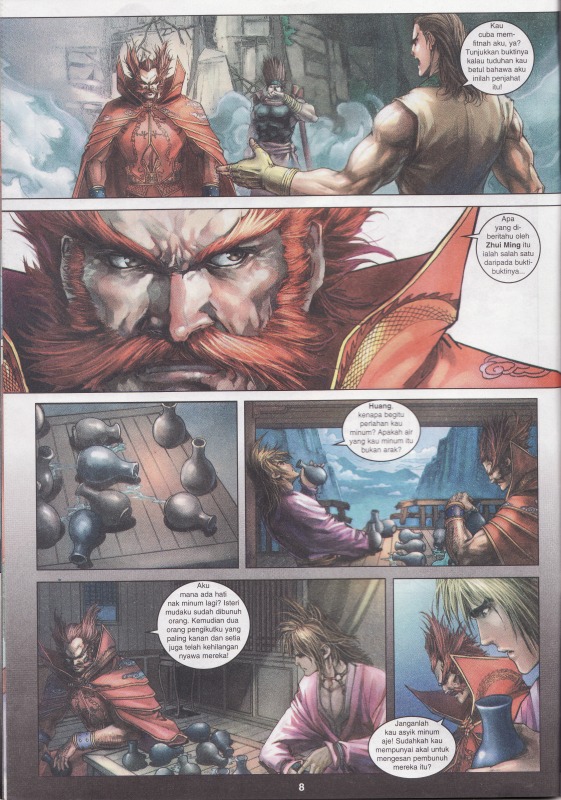 Kau
cuba mem-
fitnah aku, ya?
Tunjukkan buktinya
kalau tuduhan kau
betul bahawa aku
inilah penjahat
itu!
Apa
yang di-
beritahu oleh
Zhui Ming itu
ialah salah satu
daripada bukti-
buktinya...
Huang,
kenapa begitu
perlahan kau
minum? Apakah air
yang kau minum itu
bukan arak?
Aku
mana ada hati
nak minum lagi? Isteri
mudaku sudah dibunuh
orang. Kemudian dua
orang pengikutku yang
paling kanan dan setia
juga telah kehilangan
nyawa mereka!
Janganlah
kau asyik minum
aje! Sudahkah kau
mempunyai akal untuk
mengesan pembunuh
mereka itu?
8